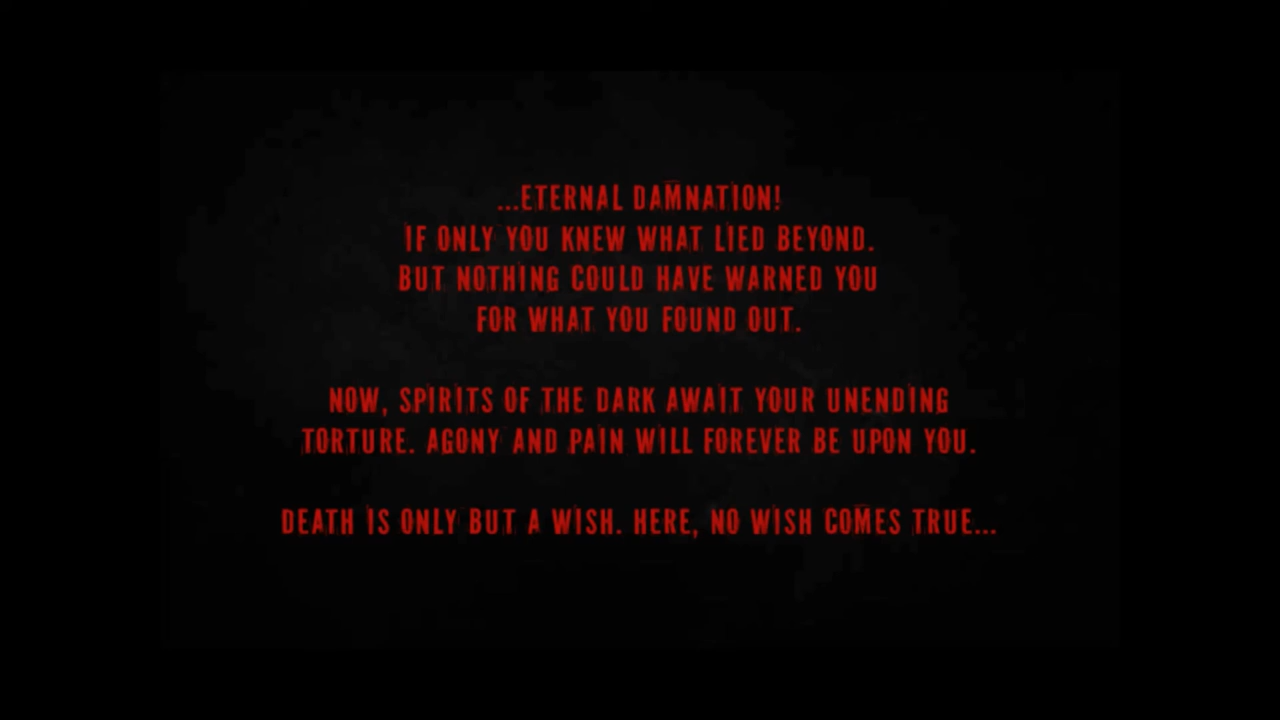 ...ETERNAL DAMNATION!
IF ONLY YOU KNEW WHAT LIED BEYOND.
BUT NOTHING COULD HAVE WARNED YOU
FOR WHAT YOU FOUND OUT.
NOW, SPIRITS OF THE DARK AWAIT YOUR UNENDING
TORTURE. AGONY AND PAIN WILL FOREVER BE UPON YOU.
DEATH IS ONLY BUT A WISH. HERE, NO WISH COMES TRUE...